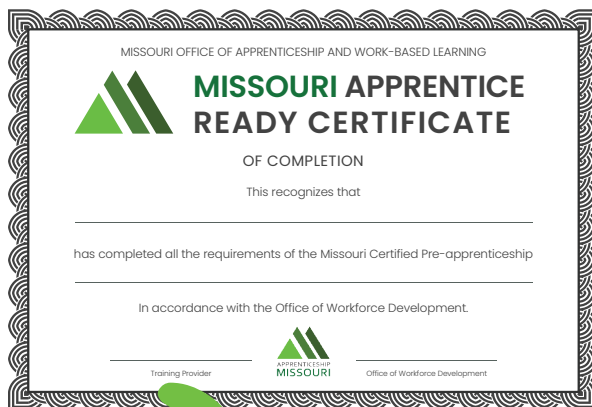 MISSOURI OFFICE OF APPRENTICESHIP AND WORK-BASED LEARNING
MISSOURI APPRENTICE
READY CERTIFICATE
OF COMPLETION
This recognizes that
has completed all the requirements of the Missouri Certified Pre-apprenticeship
In accordance with the Office of Workforce Development.
APPRENTICESHIP
MISSOURI
Training Provider
Office of Workforce Development